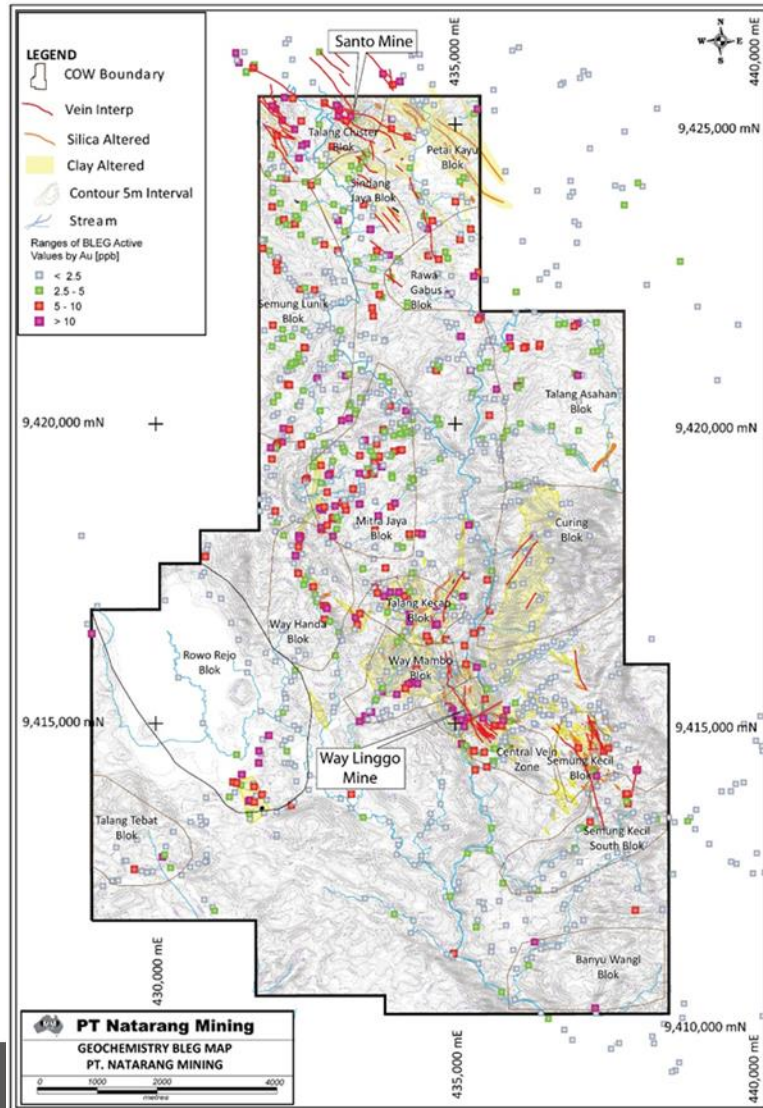 Santo Mine
435,000 mE
440,000 mE
N
W E
S
LEGEND
COW Boundary
Vein Interp
Silica Altered
Clay Altered
Contour 5m Interval
Stream
Ranges of BLEG Active
Values by Au [ppb]
< 2.5
2.5 - 5
5 - 10
> 10
9,425,000 mN
Talang Cluster
Blok
Petai Kayu
Blok
Sindang
Jaya Blok
Rawa
Gabus
Blok
Semung Lunik
Blok
Talang Asahan
Blok
9,420,000 mN
9,420,000 mN
Mitra Jaya
Blok
Curing
Blok
Talang Kecap
Blok
Way Handa
Blok
Rowo Rejo
Blok
Way Mambo
Blok
9,415,000 mN
9,415,000 mN
Way Linggo
Mine
Central Vein
Zone
Semung Kecil
Blok
Semung Kecil
South Blok
Talang Tebat
Blok
Banyu Wangi
Blok
430,000 mE
435,000 mE
440,000 mE
9,410,000 mN
PT Natarang Mining
GEOCHEMISTRY BLEG MAP
PT. NATARANG MINING
0 1000 2000 4000
metres